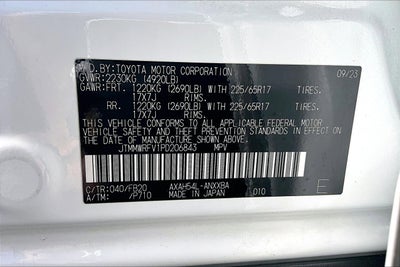 MFD.BY:TOYOTA MOTOR CORPORATION 09/23
GVWR:2230KG (4920LB)
GAWR:FRT. 1220KG (2690LB) WITH 225/65R17 TIRES.
17X7J RIMS.
RR. 1220KG (2690LB) WITH 225/65R17 TIRES.
17X7J RIMS.
THIS VEHICLE CONFORMS TO ALL APPLICABLE FEDERAL MOTOR
VEHICLE SAFETY AND THEFT PREVENTION STANDARDS IN EFFECT
ON THE DATE OF MANUFACTURE SHOWN ABOVE.
JTMMWRFV1PD206843 MPV
C/TR:040/FB20 AXAH54L-ANXXBA
A/TM: /P710 MADE IN JAPAN 010 E